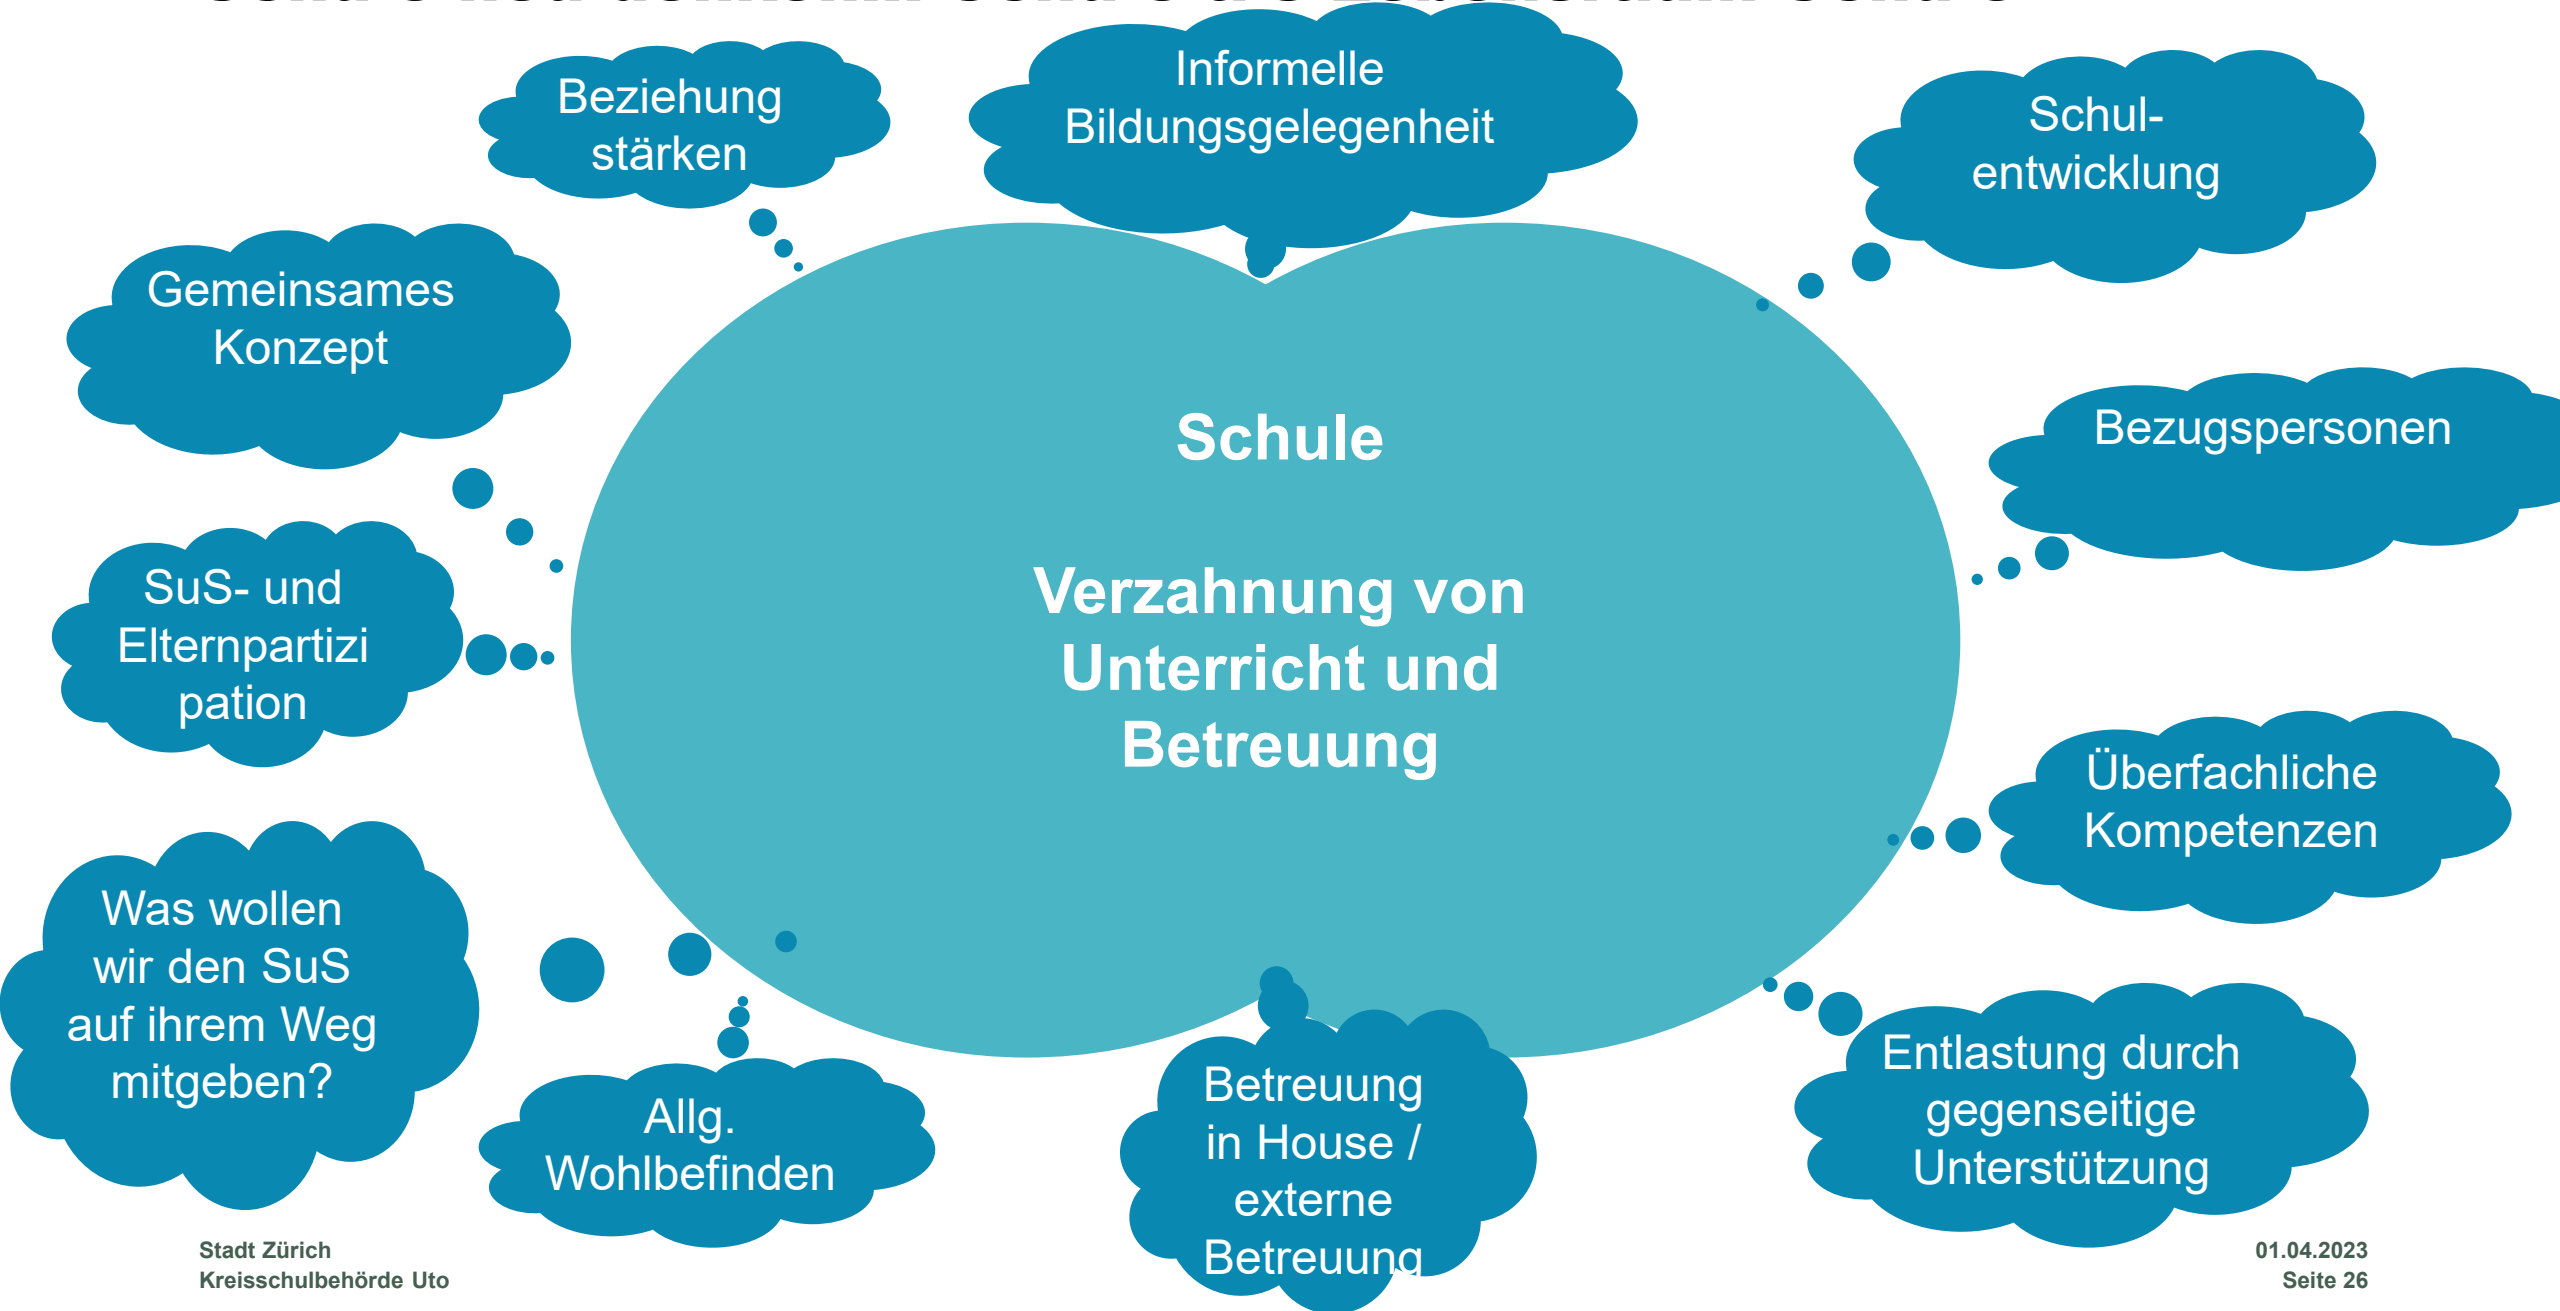 Beziehung
stärken
Informelle
Bildungsgelegenheit
Schul-
entwicklung
Gemeinsames
Konzept
Bezugspersonen
Schule
Verzahnung von
Unterricht und
Betreuung
SuS- und
Elternpartizi
pation
Überfachliche
Kompetenzen
Was wollen
wir den SuS
auf ihrem Weg
mitgeben?
Allg.
Wohlbefinden
Betreuung
in House /
externe
Betreuung
Entlastung durch
gegenseitige
Unterstützung
Stadt Zürich
Kreisschulbehörde Uto
01.04.2023
Seite 26